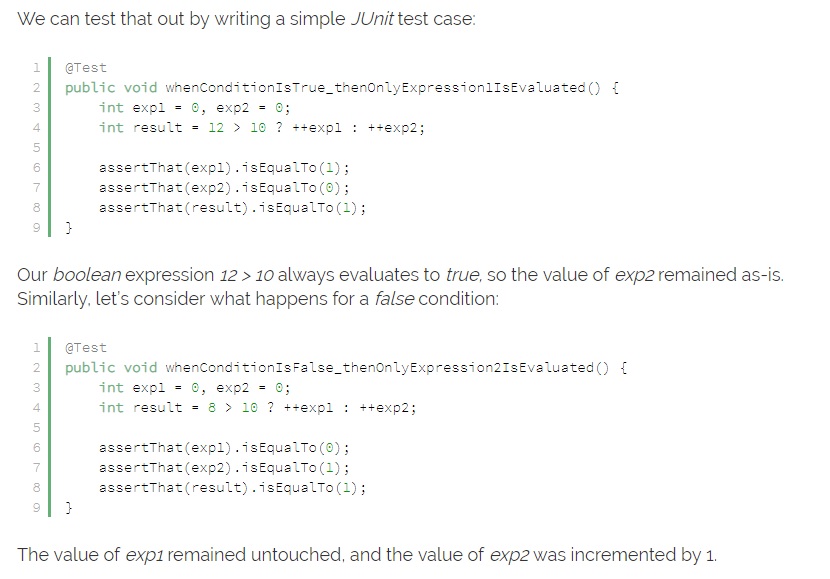 We can test that out by writing a simple JUnit test case:
1 @Test
2 public void whenConditionIsTrue_thenOnlyExpression1IsEvaluated() {
3     int exp1 = 0, exp2 = 0;
4     int result = 12 > 10 ? ++exp1 : ++exp2;
5
6     assertThat(exp1).isEqualTo(1);
7     assertThat(exp2).isEqualTo(0);
8     assertThat(result).isEqualTo(1);
9 }
Our boolean expression 12 > 10 always evaluates to true, so the value of exp2 remained as-is.
Similarly, let's consider what happens for a false condition:
1 @Test
2 public void whenConditionIsFalse_thenOnlyExpression2IsEvaluated() {
3     int exp1 = 0, exp2 = 0;
4     int result = 8 > 10 ? ++exp1 : ++exp2;
5
6     assertThat(exp1).isEqualTo(0);
7     assertThat(exp2).isEqualTo(1);
8     assertThat(result).isEqualTo(1);
9 }
The value of exp1 remained untouched, and the value of exp2 was incremented by 1.